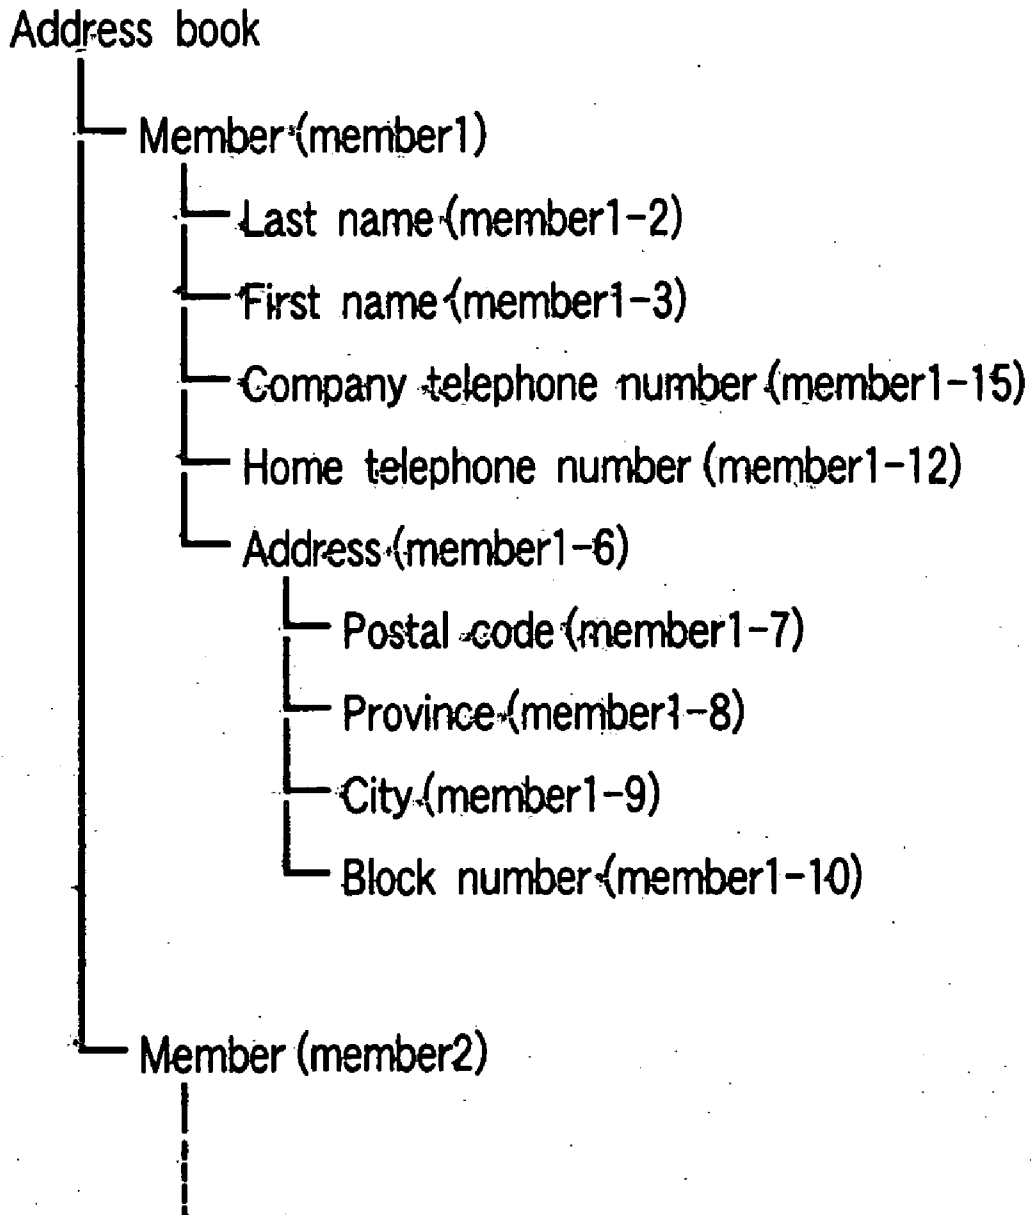 Address book
Member (member1)
Last name (member1-2)
First name (member1-3)
Company telephone number (member1-15)
Home telephone number (member1-12)
Address (member1-6)
Postal code (member1-7)
Province (member1-8)
City (member1-9)
Block number (member1-10)
Member (member2)